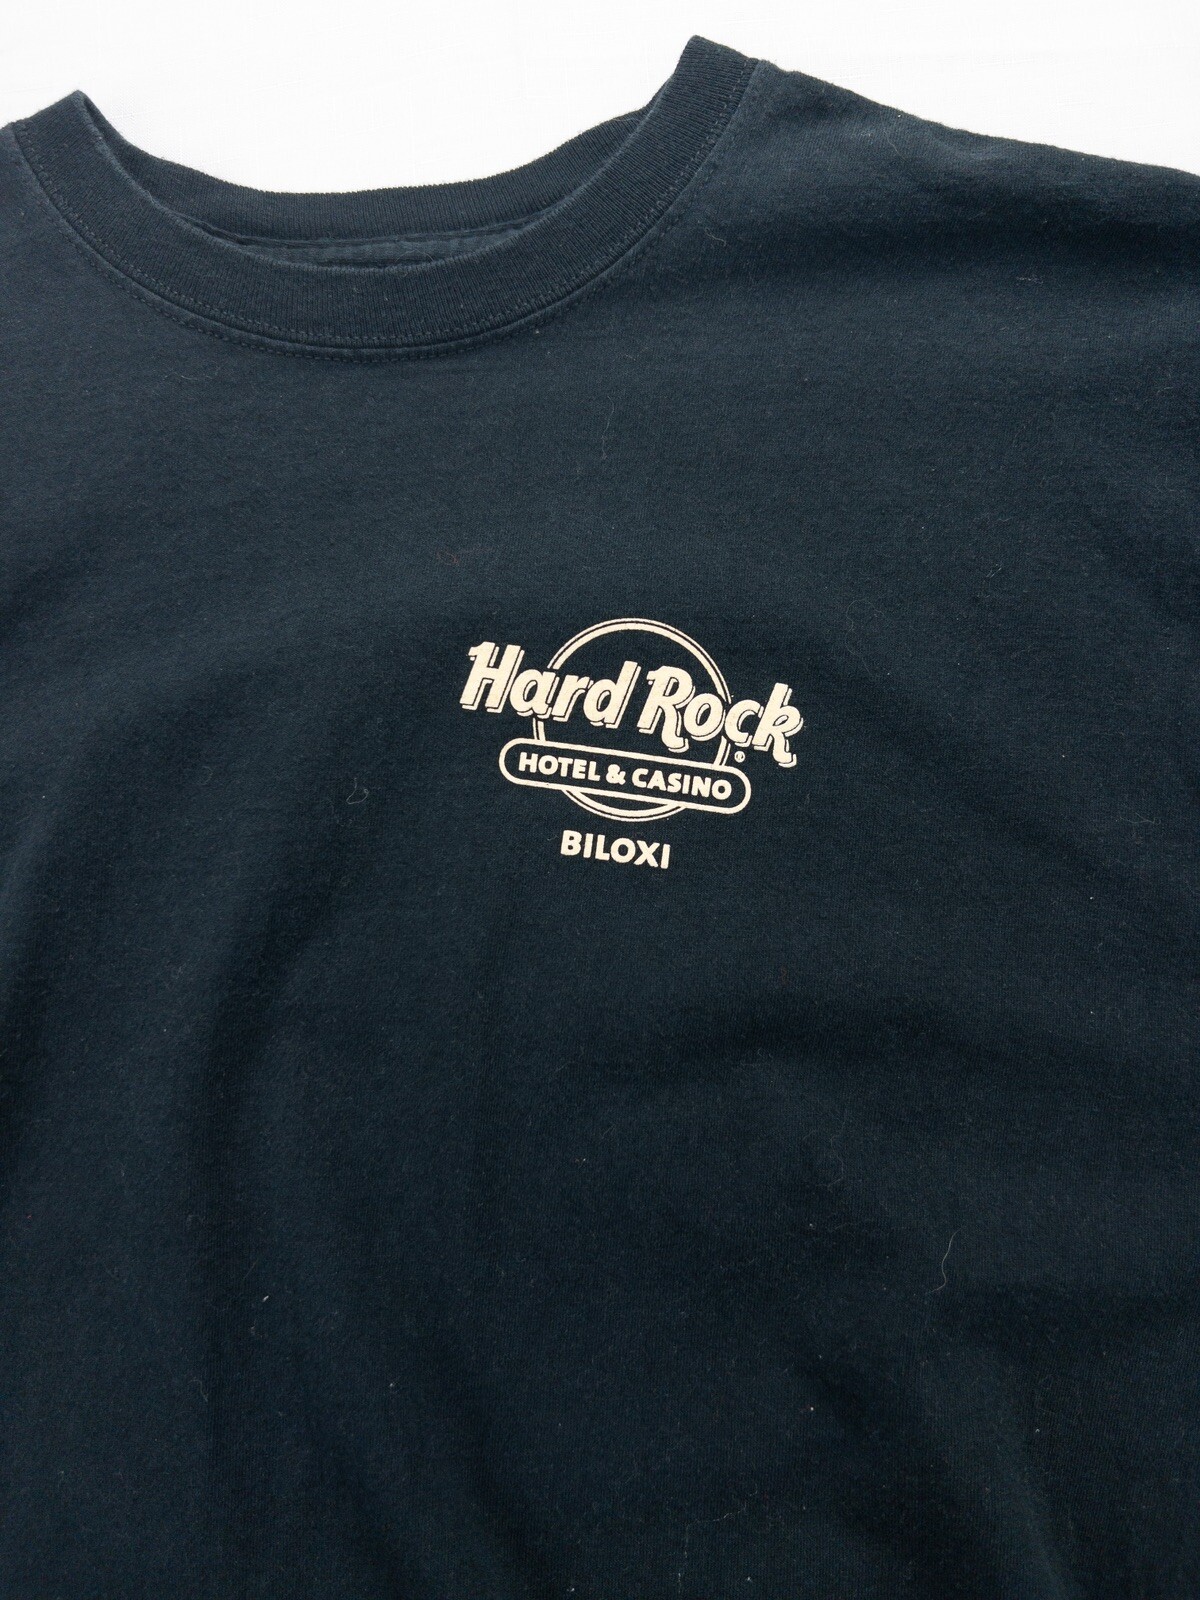 Hard Rock
®
HOTEL & CASINO
BILOXI